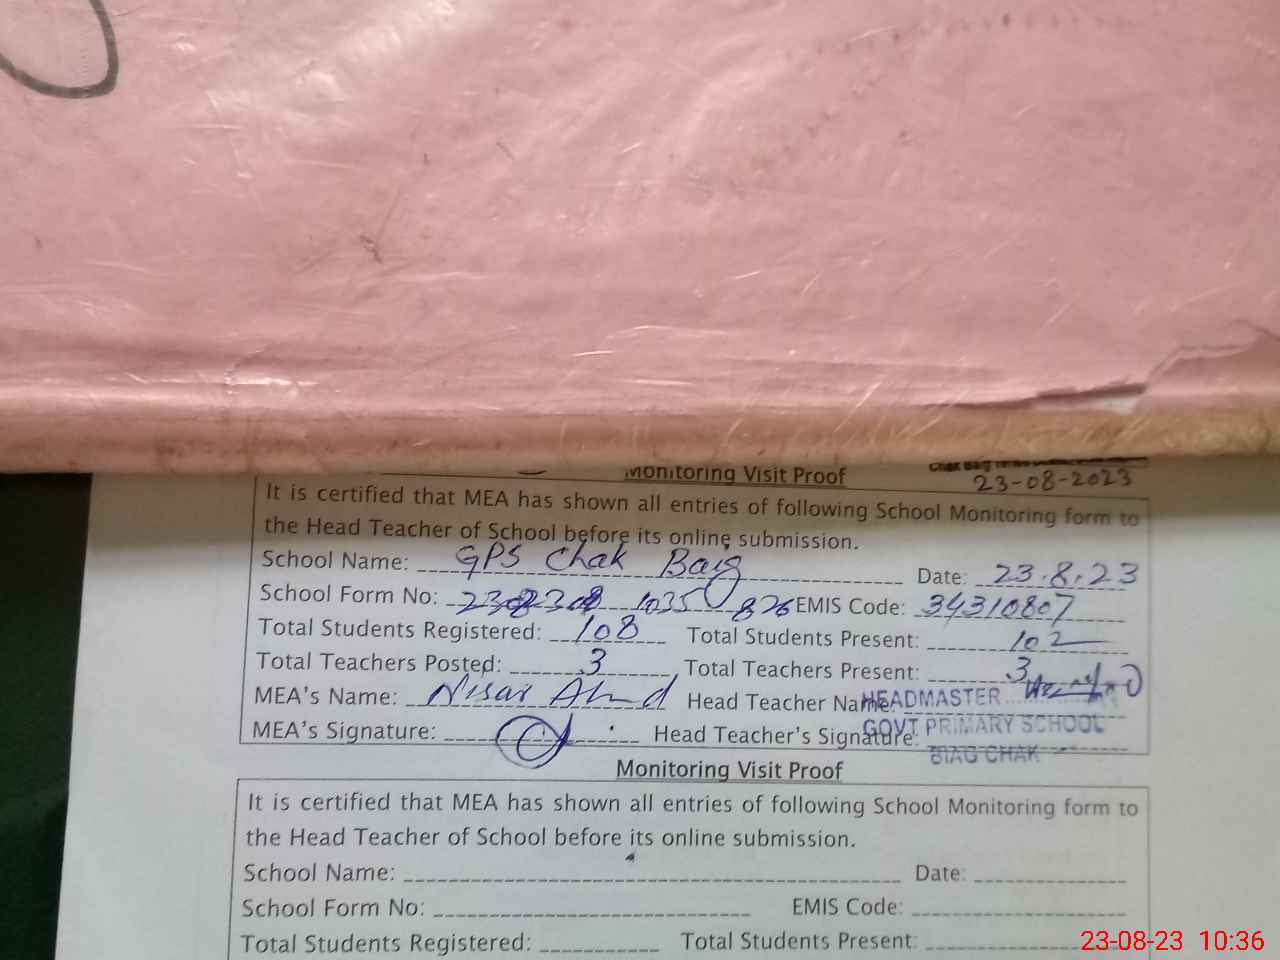 Monitoring Visit Proof
23-08-2023
It is certified that MEA has shown all entries of following School Monitoring form to
the Head Teacher of School before its online submission.
School Name: GPS Chak Baig Date: 23.8.23
School Form No: 1035 826 EMIS Code: 34310807
Total Students Registered: 108 Total Students Present: 102
Total Teachers Posted: 3 Total Teachers Present: 3
MEA's Name: Nisar Ahmd Head Teacher Name:
HEADMASTER
MEA's Signature: Head Teacher's Signature:
GOVT PRIMARY SCHOOL
BIAG CHAK
Monitoring Visit Proof
It is certified that MEA has shown all entries of following School Monitoring form to
the Head Teacher of School before its online submission.
School Name: Date:
School Form No: EMIS Code:
Total Students Registered: Total Students Present:
23-08-23 10:36